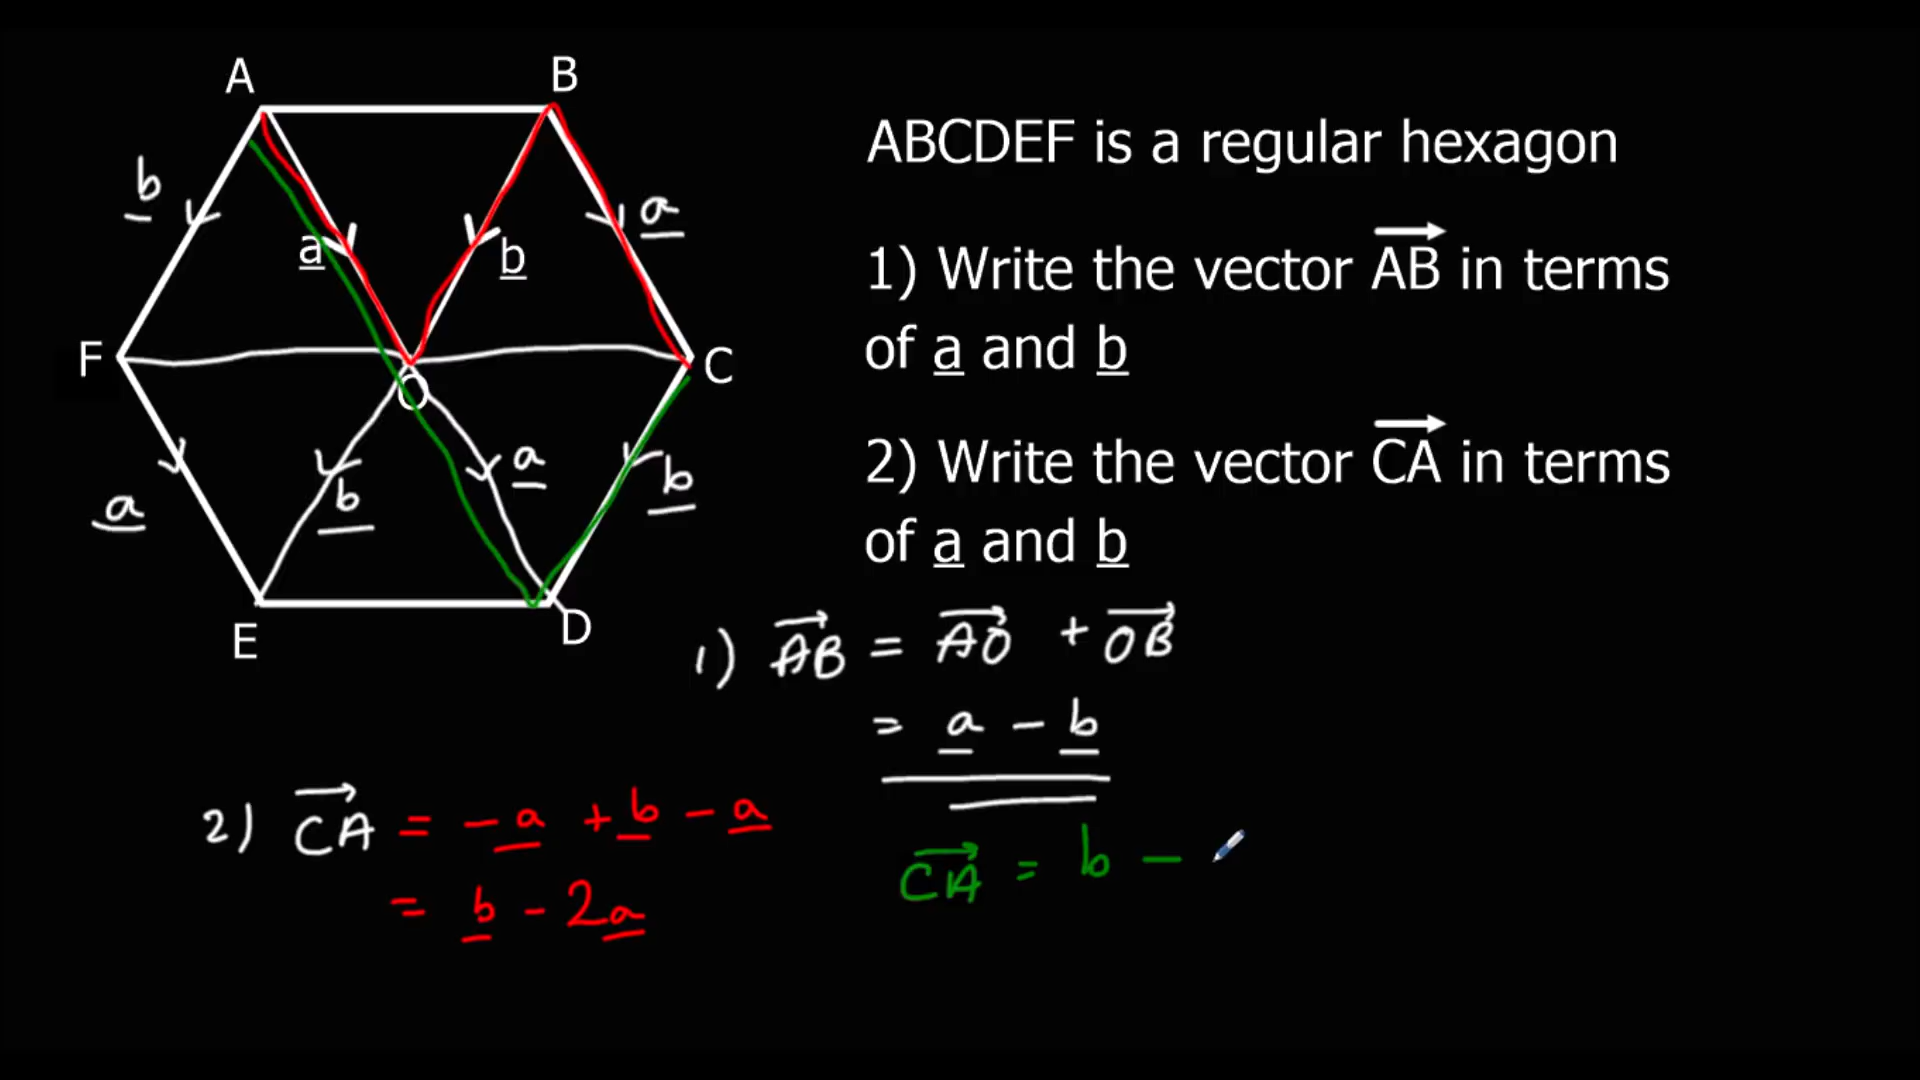 A
B
b
a
a
b
F
O
C
a
b
a
b
E
D
ABCDEF is a regular hexagon
1) Write the vector AB in terms
of a and b
2) Write the vector CA in terms
of a and b
1) AB = AO + OB
= a - b
2) CA = -a + b - a
= b - 2a
CA = b -